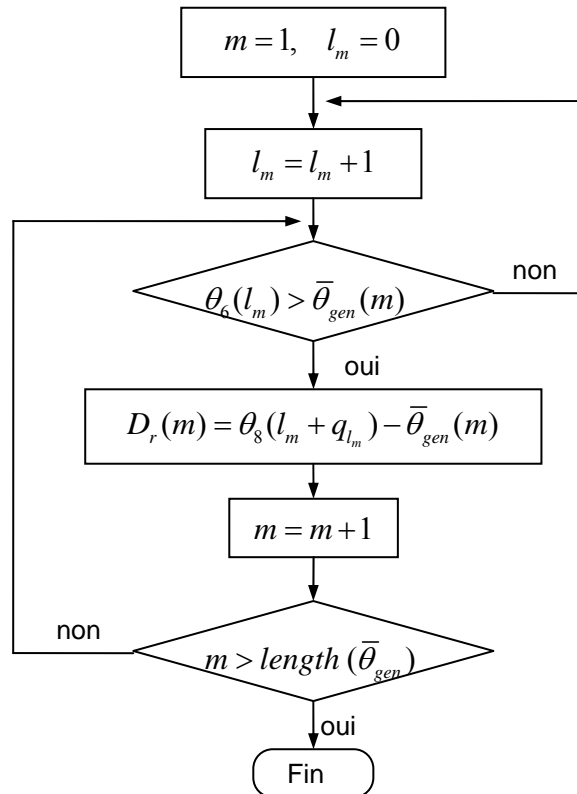 m = 1, l_m = 0
l_m = l_m + 1
θ_6(l_m) > θ̅_gen(m)
non
oui
D_r(m) = θ_8(l_m + q_{l_m}) − θ̅_gen(m)
m = m + 1
non
m > length(θ̅_gen)
oui
Fin